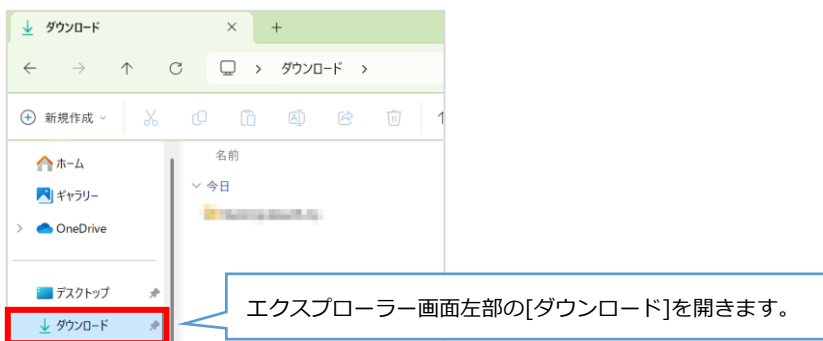 ダウンロード
ダウンロード
新規作成
名前
ホーム
今日
ギャラリー
OneDrive
デスクトップ
ダウンロード
エクスプローラー画面左部の[ダウンロード]を開きます。